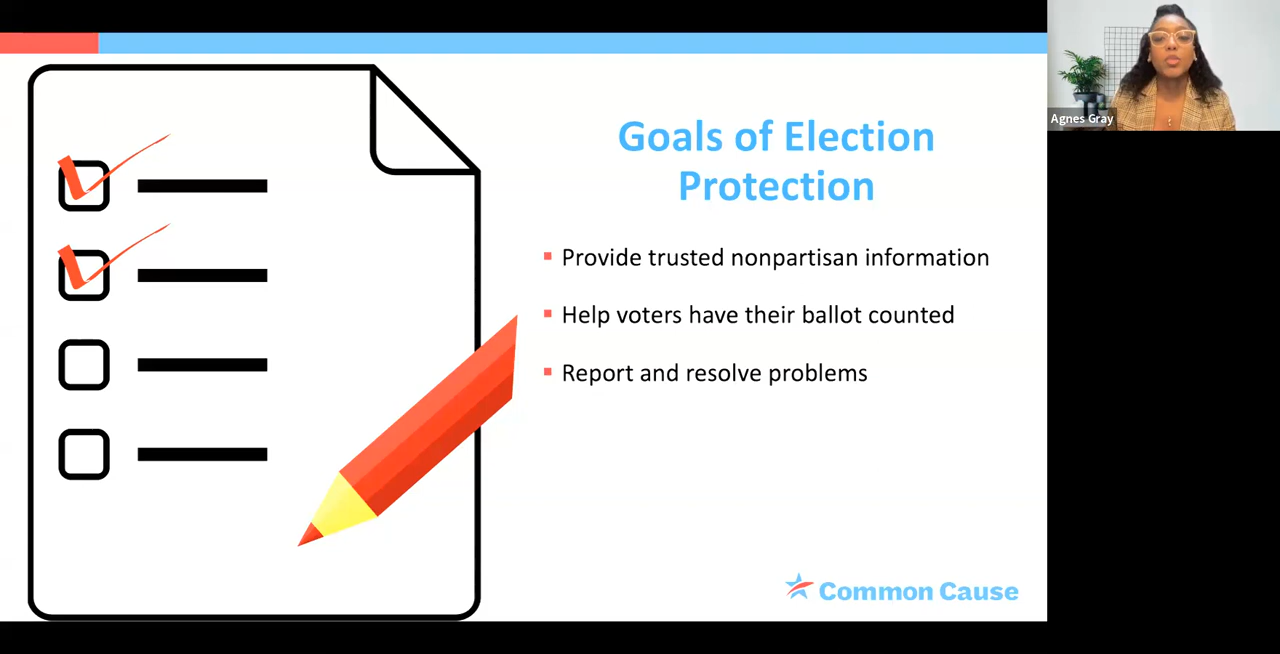 Agnes Gray
Goals of Election
Protection
Provide trusted nonpartisan information
Help voters have their ballot counted
Report and resolve problems
Common Cause